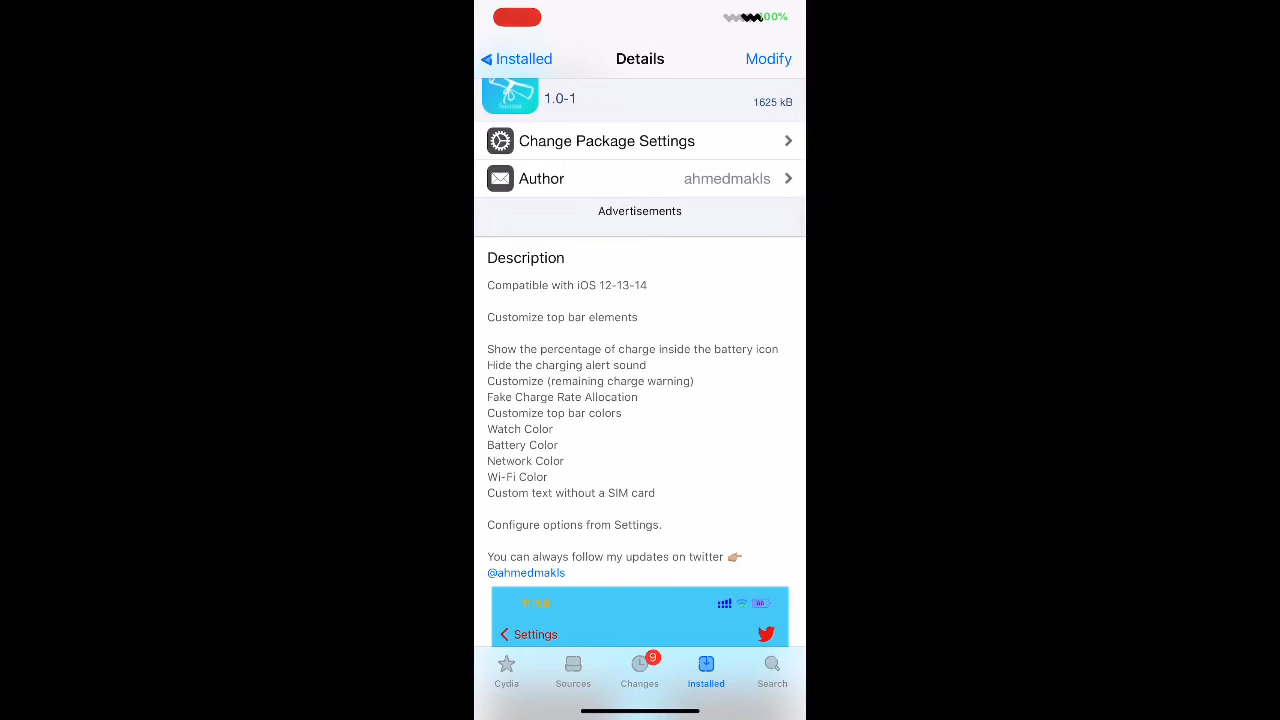 100%
Installed
Details
Modify
Success
1.0-1
1625 kB
Change Package Settings
Author
ahmedmakls
Advertisements
Description
Compatible with iOS 12-13-14
Customize top bar elements
Show the percentage of charge inside the battery icon
Hide the charging alert sound
Customize (remaining charge warning)
Fake Charge Rate Allocation
Customize top bar colors
Watch Color
Battery Color
Network Color
Wi-Fi Color
Custom text without a SIM card
Configure options from Settings.
You can always follow my updates on twitter 👉🏼
@ahmedmakls
Settings
9
Cydia
Sources
Changes
Installed
Search